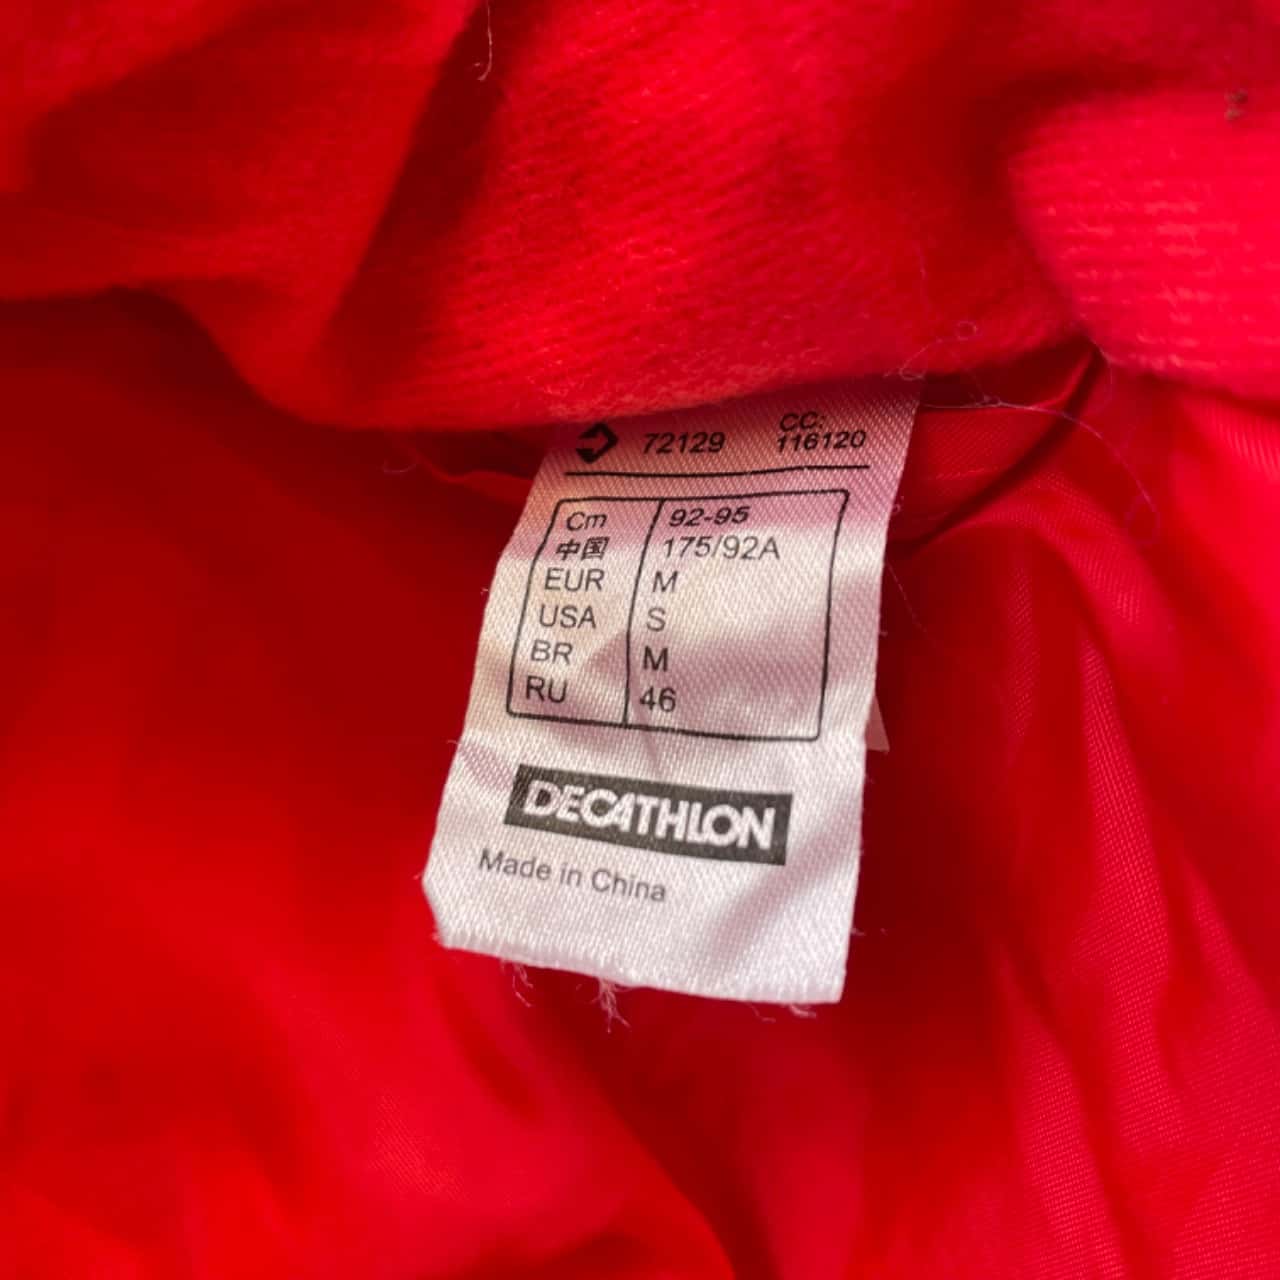 72129 CC: 116120
Cm 92-95
中国 175/92A
EUR M
USA S
BR M
RU 46
DECATHLON
Made in China